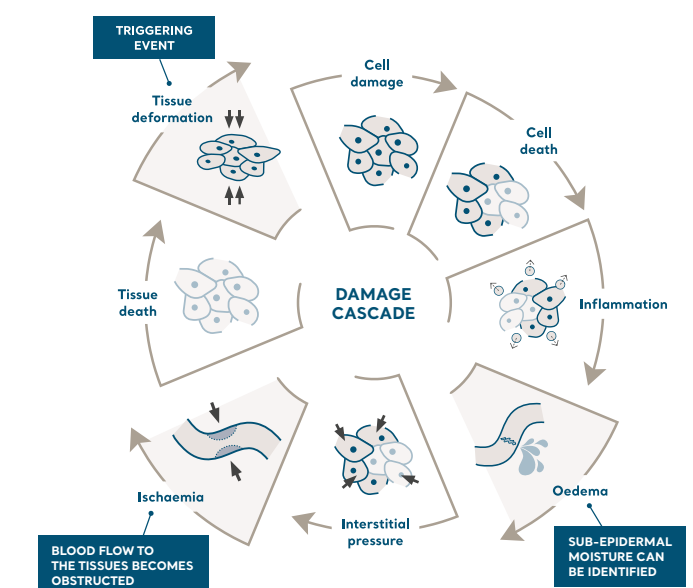 TRIGGERING
EVENT
Tissue
deformation
Cell
damage
Cell
death
Inflammation
Oedema
SUB-EPIDERMAL
MOISTURE CAN
BE IDENTIFIED
Interstitial
pressure
Ischaemia
BLOOD FLOW TO
THE TISSUES BECOMES
OBSTRUCTED
Tissue
death
DAMAGE
CASCADE